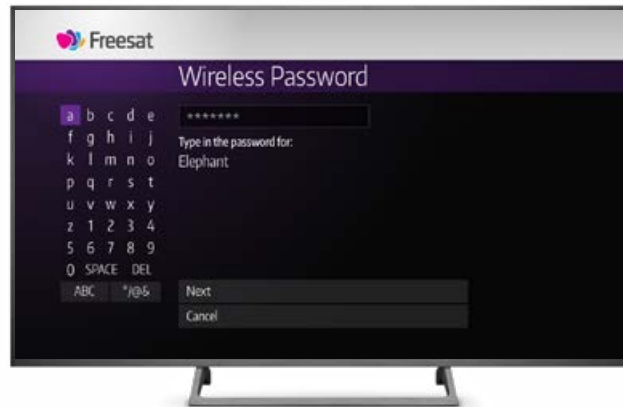 Freesat
Wireless Password
a b c d e
f g h i j
k l m n o
p q r s t
u v w x y
z 1 2 3 4
5 6 7 8 9
0 SPACE DEL
ABC */@&
*******
Type in the password for:
Elephant
Next
Cancel